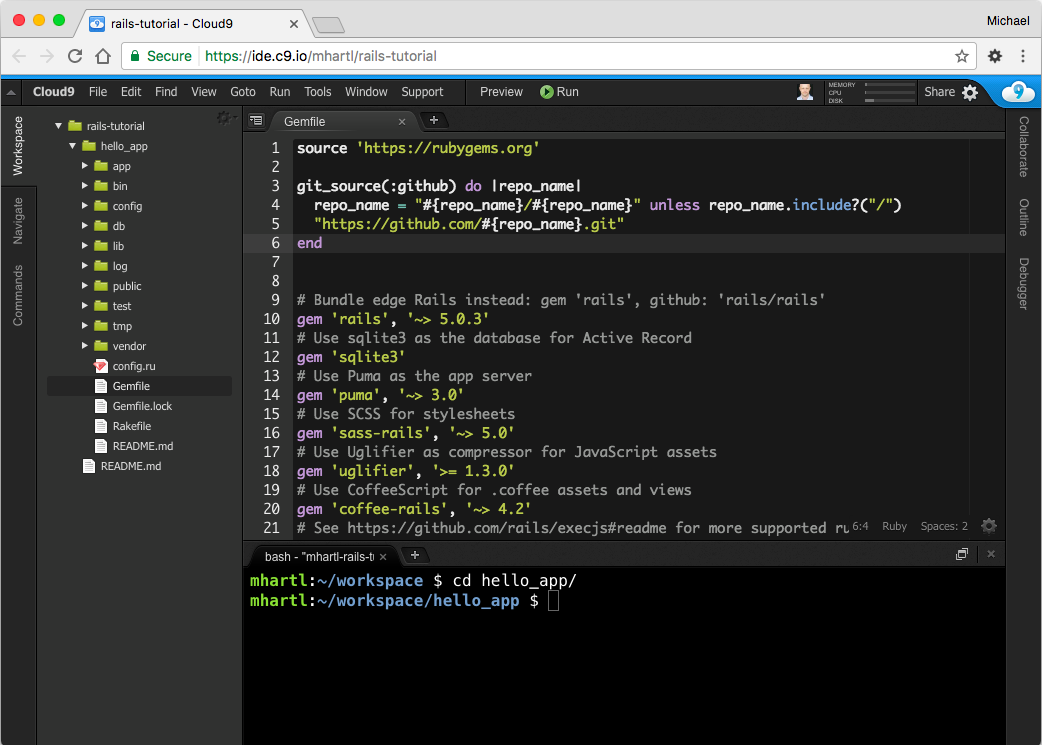 rails-tutorial - Cloud9
Michael
Secure https://ide.c9.io/mhartl/rails-tutorial
Cloud9 File Edit Find View Goto Run Tools Window Support Preview Run MEMORY CPU DISK Share 9
Workspace
Navigate
Commands
rails-tutorial
hello_app
app
bin
config
db
lib
log
public
test
tmp
vendor
config.ru
Gemfile
Gemfile.lock
Rakefile
README.md
README.md
Gemfile
1 source 'https://rubygems.org'
2
3 git_source(:github) do |repo_name|
4 repo_name = "#{repo_name}/#{repo_name}" unless repo_name.include?("/")
5 "https://github.com/#{repo_name}.git"
6 end
7
8
9 # Bundle edge Rails instead: gem 'rails', github: 'rails/rails'
10 gem 'rails', '~> 5.0.3'
11 # Use sqlite3 as the database for Active Record
12 gem 'sqlite3'
13 # Use Puma as the app server
14 gem 'puma', '~> 3.0'
15 # Use SCSS for stylesheets
16 gem 'sass-rails', '~> 5.0'
17 # Use Uglifier as compressor for JavaScript assets
18 gem 'uglifier', '>= 1.3.0'
19 # Use CoffeeScript for .coffee assets and views
20 gem 'coffee-rails', '~> 4.2'
21 # See https://github.com/rails/execjs#readme for more supported ru
6:4 Ruby Spaces: 2
bash - "mhartl-rails-t
mhartl:~/workspace $ cd hello_app/
mhartl:~/workspace/hello_app $
Collaborate
Outline
Debugger